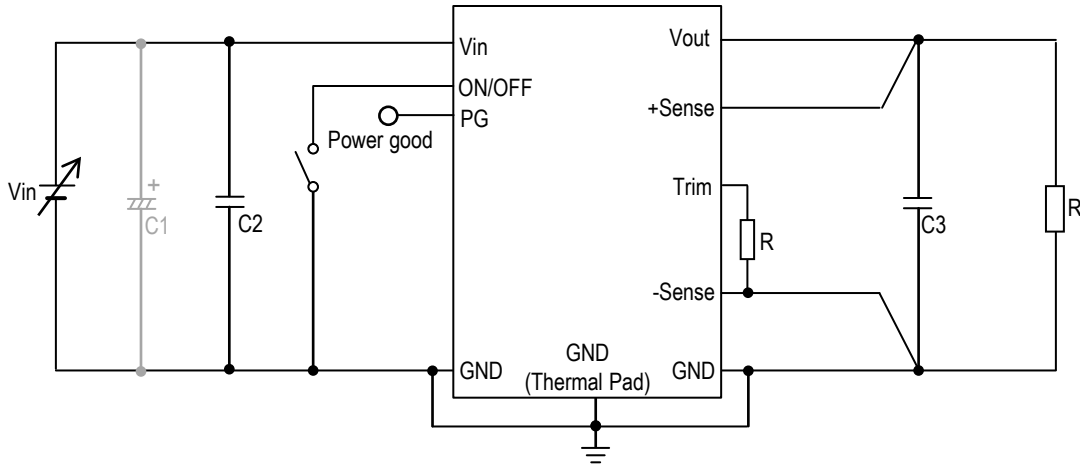 Vin
Vout
ON/OFF
+Sense
PG
Power good
Vin
+
C1
C2
Trim
R
C3
R
-Sense
GND
GND
(Thermal Pad)
GND